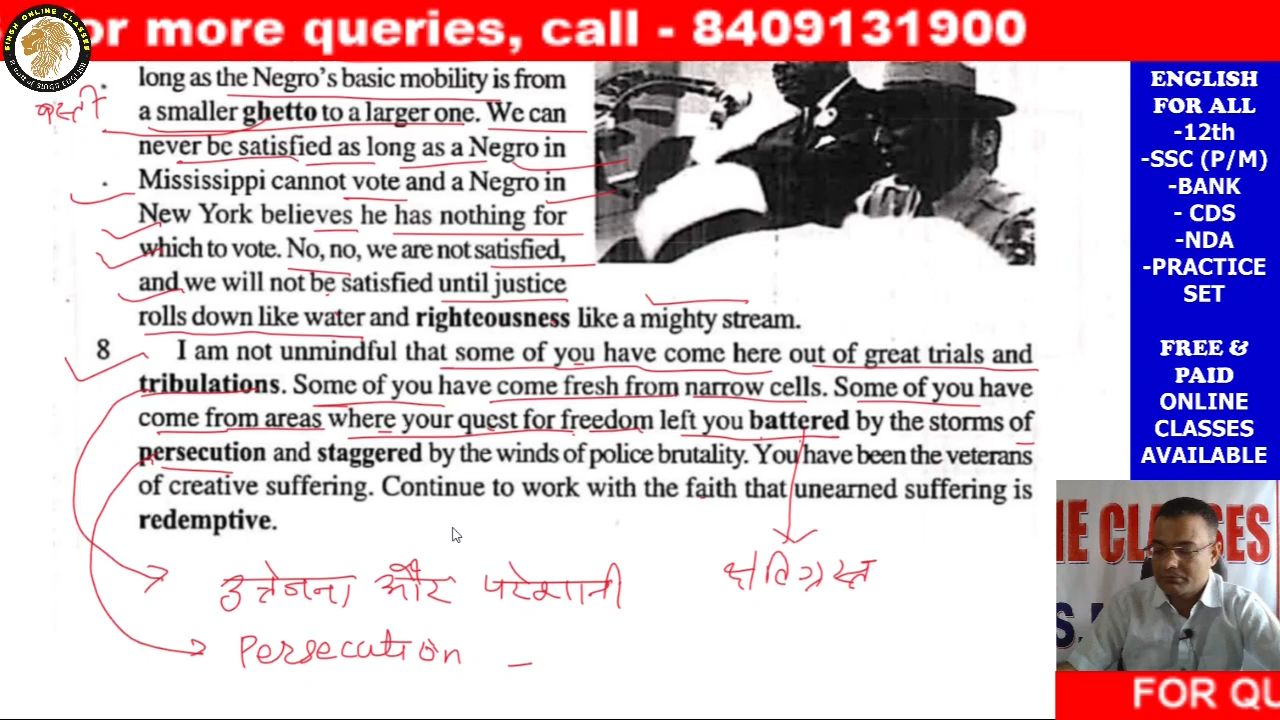 or more queries, call - 8409131900
SINGH ONLINE CLASSES
long as the Negro's basic mobility is from
बस्ती
a smaller ghetto to a larger one. We can
never be satisfied as long as a Negro in
Mississippi cannot vote and a Negro in
New York believes he has nothing for
which to vote. No, no, we are not satisfied,
and we will not be satisfied until justice
rolls down like water and righteousness like a mighty stream.
8 I am not unmindful that some of you have come here out of great trials and
tribulations. Some of you have come fresh from narrow cells. Some of you have
come from areas where your quest for freedom left you battered by the storms of
persecution and staggered by the winds of police brutality. You have been the veterans
of creative suffering. Continue to work with the faith that unearned suffering is
redemptive.
उत्तेजना और परेशानी
क्षतिग्रस्त
Persecution –
ENGLISH
FOR ALL
-12th
-SSC (P/M)
-BANK
- CDS
-NDA
-PRACTICE
SET
FREE &
PAID
ONLINE
CLASSES
AVAILABLE
NE CLASSES
FOR QU